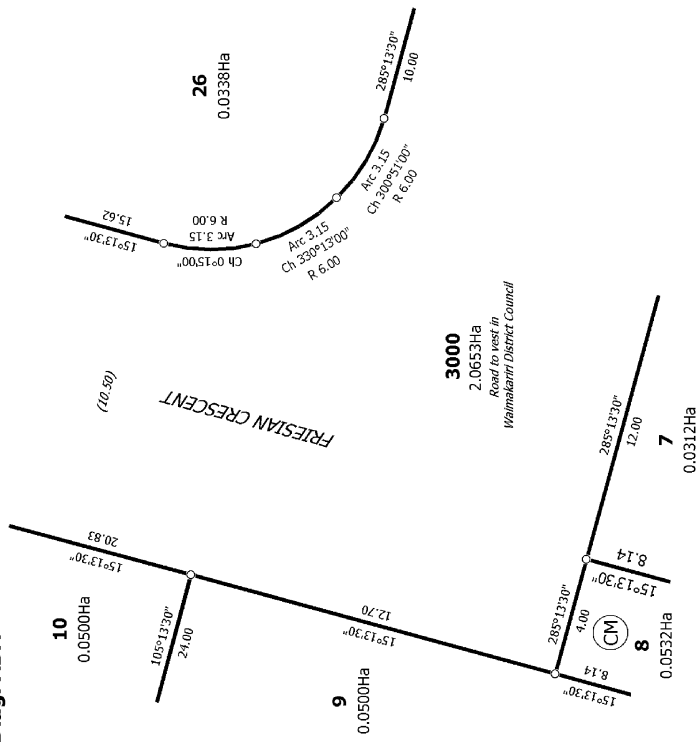 26
0.0338Ha
285°13'30"
10.00
Arc 3.15
Ch 300°51'00"
R 6.00
Arc 3.15
Ch 330°13'00"
R 6.00
Ch 0°15'00"
Arc 3.15
R 6.00
15°13'30"
15.62
(10.50)
FRIESIAN CRESCENT
3000
2.0653Ha
Road to vest in
Waimakariri District Council
10
0.0500Ha
15°13'30"
20.83
105°13'30"
24.00
9
0.0500Ha
15°13'30"
12.70
285°13'30"
12.00
7
0.0312Ha
285°13'30"
4.00
15°13'30"
8.14
CM
8
0.0532Ha
15°13'30"
8.14